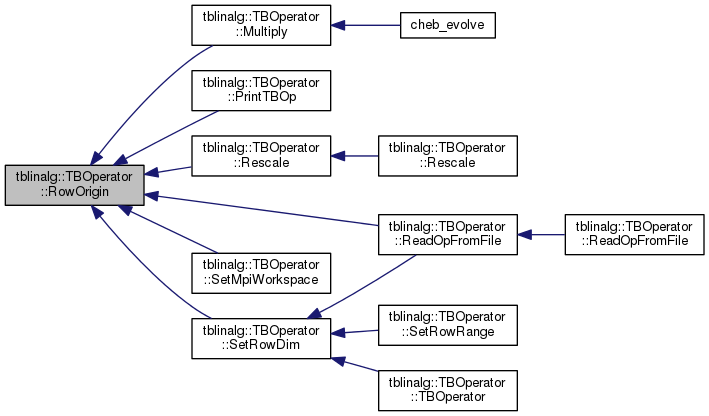 tblinalg::TBOperator
::RowOrigin
tblinalg::TBOperator
::Multiply
cheb_evolve
tblinalg::TBOperator
::PrintTBOp
tblinalg::TBOperator
::Rescale
tblinalg::TBOperator
::Rescale
tblinalg::TBOperator
::ReadOpFromFile
tblinalg::TBOperator
::ReadOpFromFile
tblinalg::TBOperator
::SetMpiWorkspace
tblinalg::TBOperator
::SetRowDim
tblinalg::TBOperator
::SetRowRange
tblinalg::TBOperator
::TBOperator